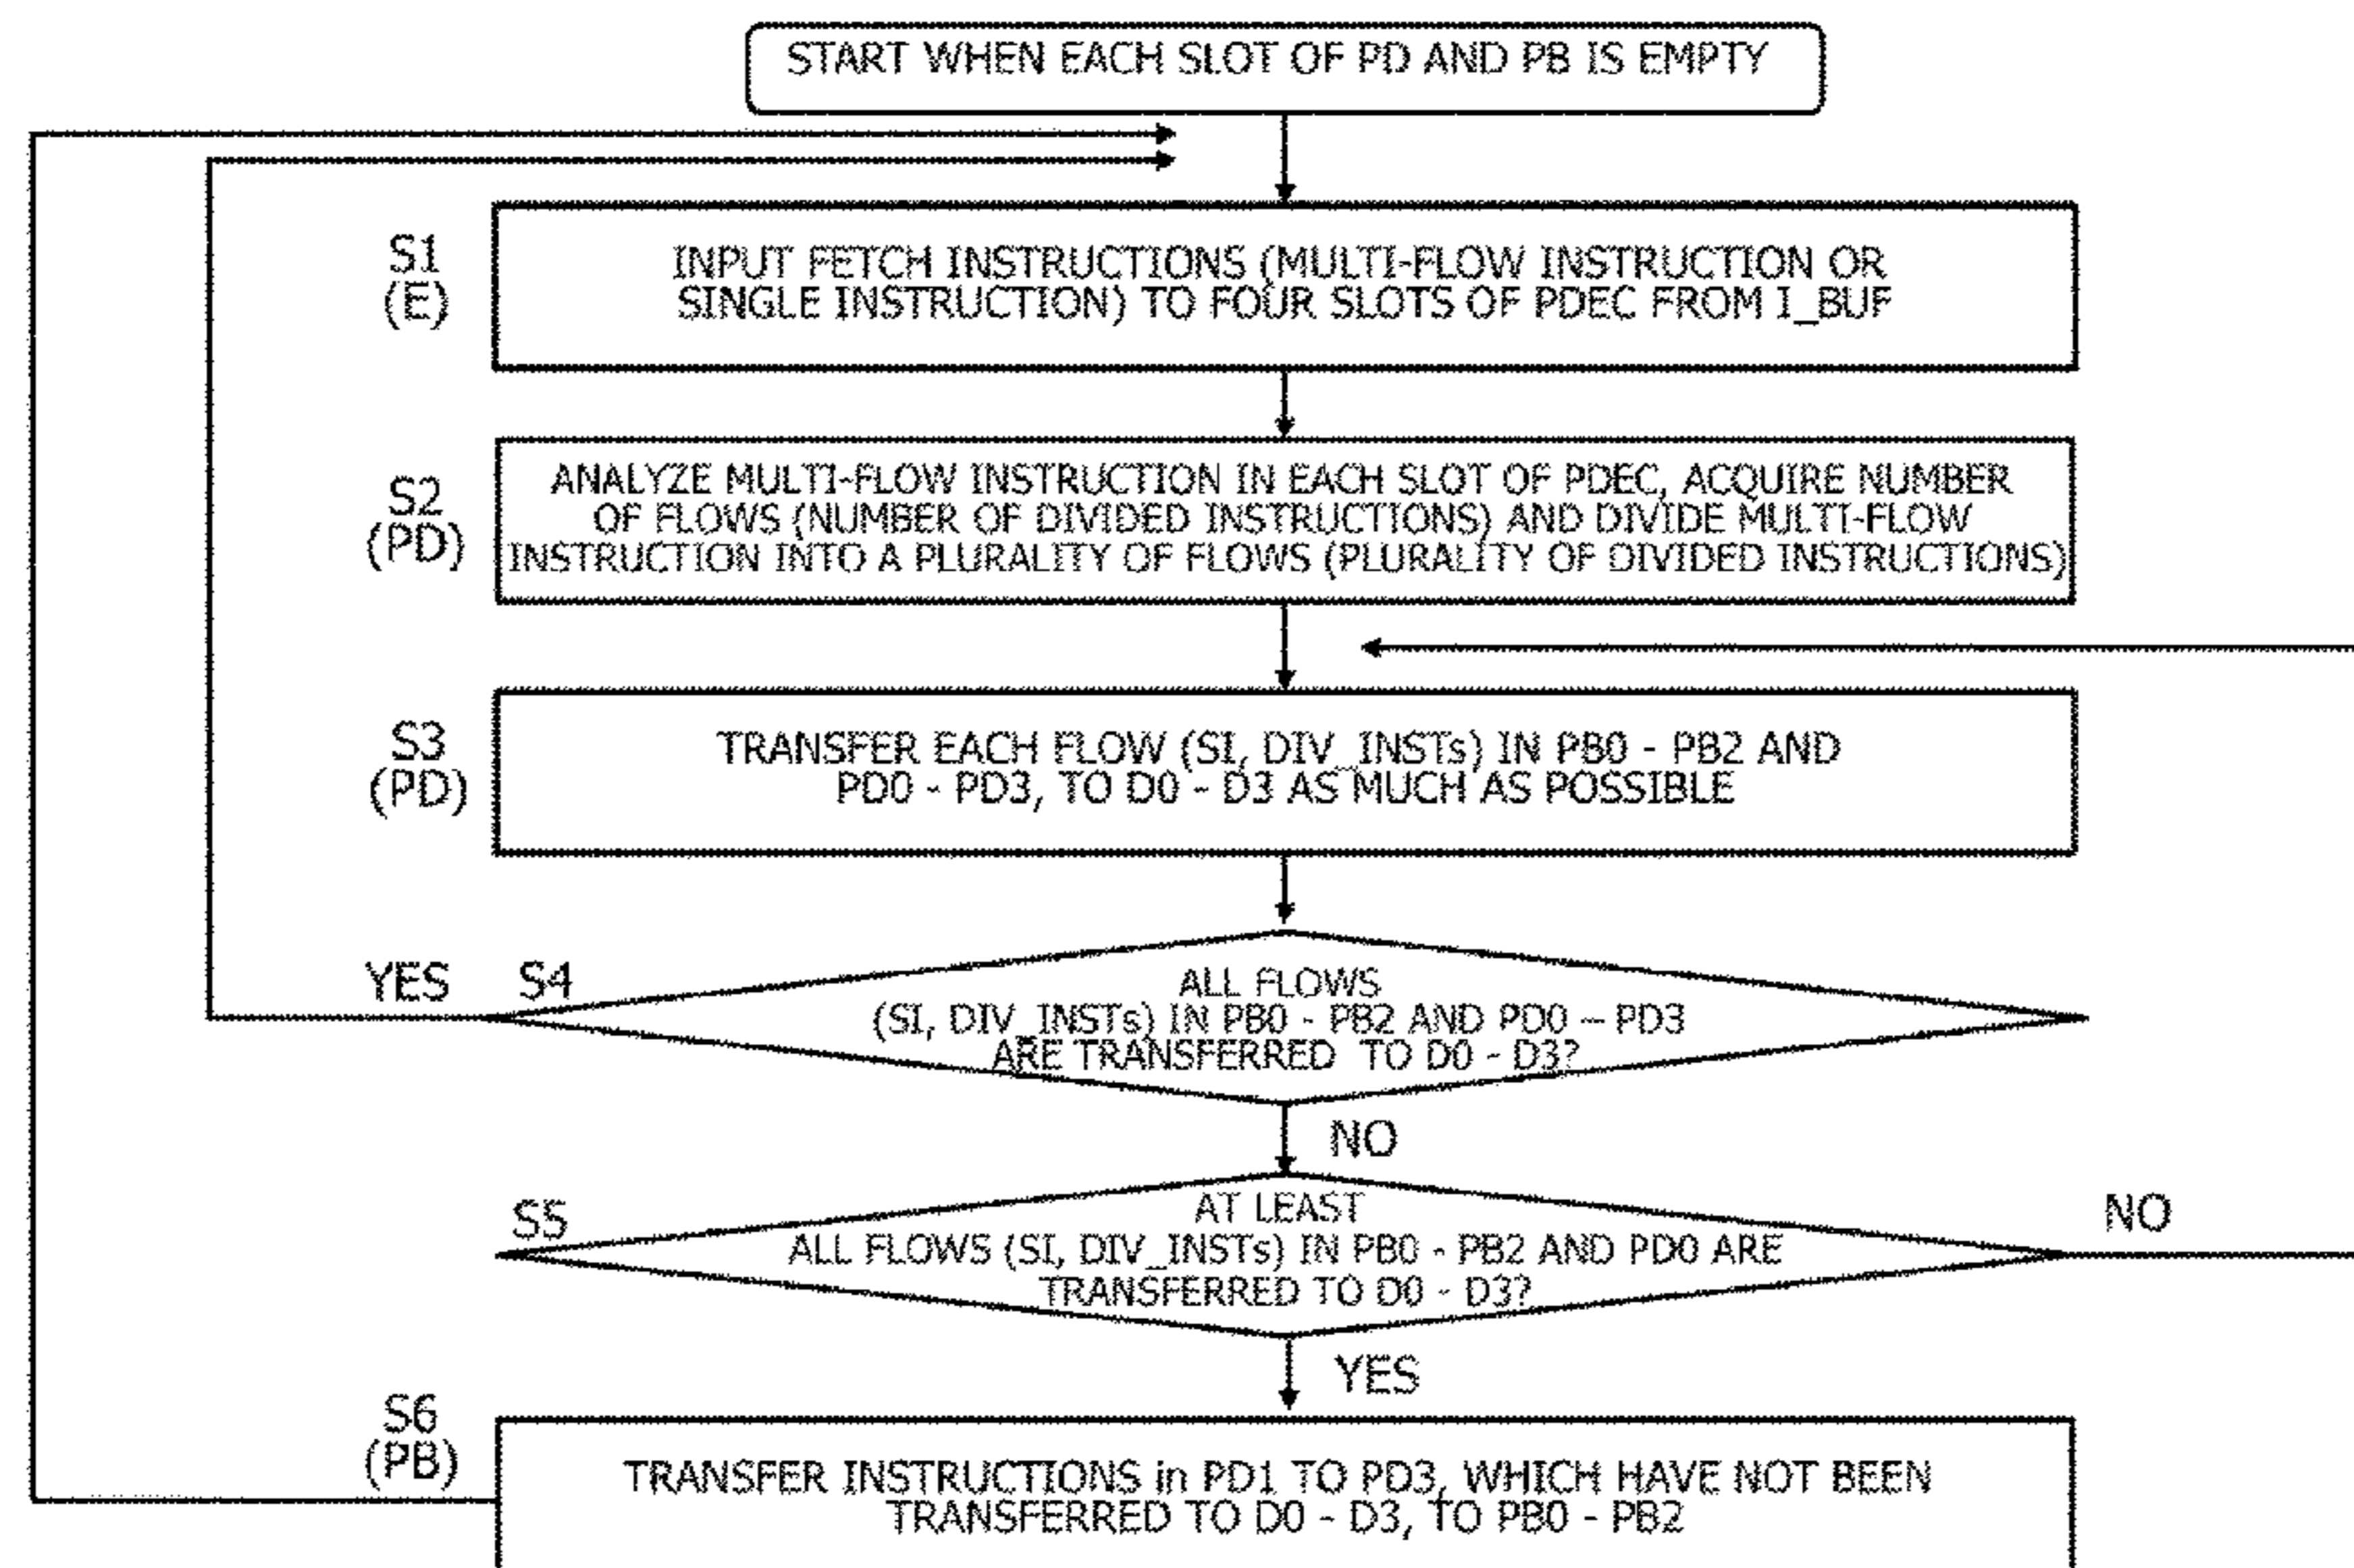 START WHEN EACH SLOT OF PD AND PB IS EMPTY
S1
(E)
INPUT FETCH INSTRUCTIONS (MULTI-FLOW INSTRUCTION OR
SINGLE INSTRUCTION) TO FOUR SLOTS OF PDEC FROM I_BUF
S2
(PD)
ANALYZE MULTI-FLOW INSTRUCTION IN EACH SLOT OF PDEC, ACQUIRE NUMBER
OF FLOWS (NUMBER OF DIVIDED INSTRUCTIONS) AND DIVIDE MULTI-FLOW
INSTRUCTION INTO A PLURALITY OF FLOWS (PLURALITY OF DIVIDED INSTRUCTIONS)
S3
(PD)
TRANSFER EACH FLOW (SI, DIV_INSTs) IN PB0 - PB2 AND
PD0 - PD3, TO D0 - D3 AS MUCH AS POSSIBLE
YES
S4
ALL FLOWS
(SI, DIV_INSTs) IN PB0 - PB2 AND PD0 – PD3
ARE TRANSFERRED TO D0 - D3?
NO
S5
AT LEAST
ALL FLOWS (SI, DIV_INSTs) IN PB0 - PB2 AND PD0 ARE
TRANSFERRED TO D0 - D3?
NO
YES
S6
(PB)
TRANSFER INSTRUCTIONS in PD1 TO PD3, WHICH HAVE NOT BEEN
TRANSFERRED TO D0 - D3, TO PB0 - PB2